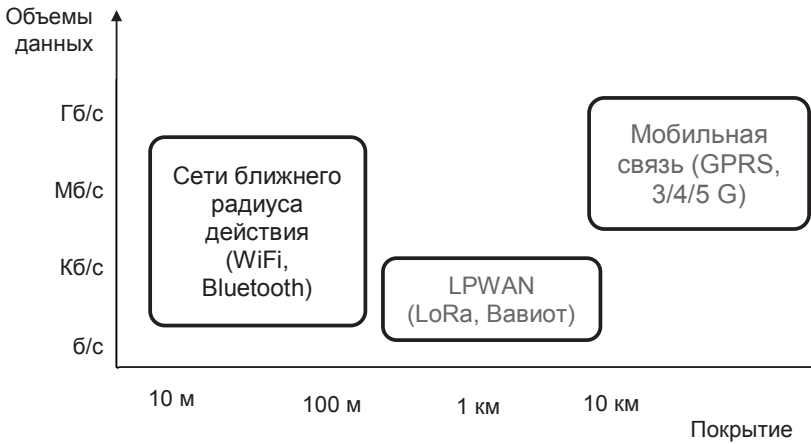 Объемы
данных
Гб/с
Мб/с
Кб/с
б/с
Сети ближнего
радиуса
действия
(WiFi,
Bluetooth)
LPWAN
(LoRa, Вавиот)
Мобильная
связь (GPRS,
3/4/5 G)
10 м
100 м
1 км
10 км
Покрытие